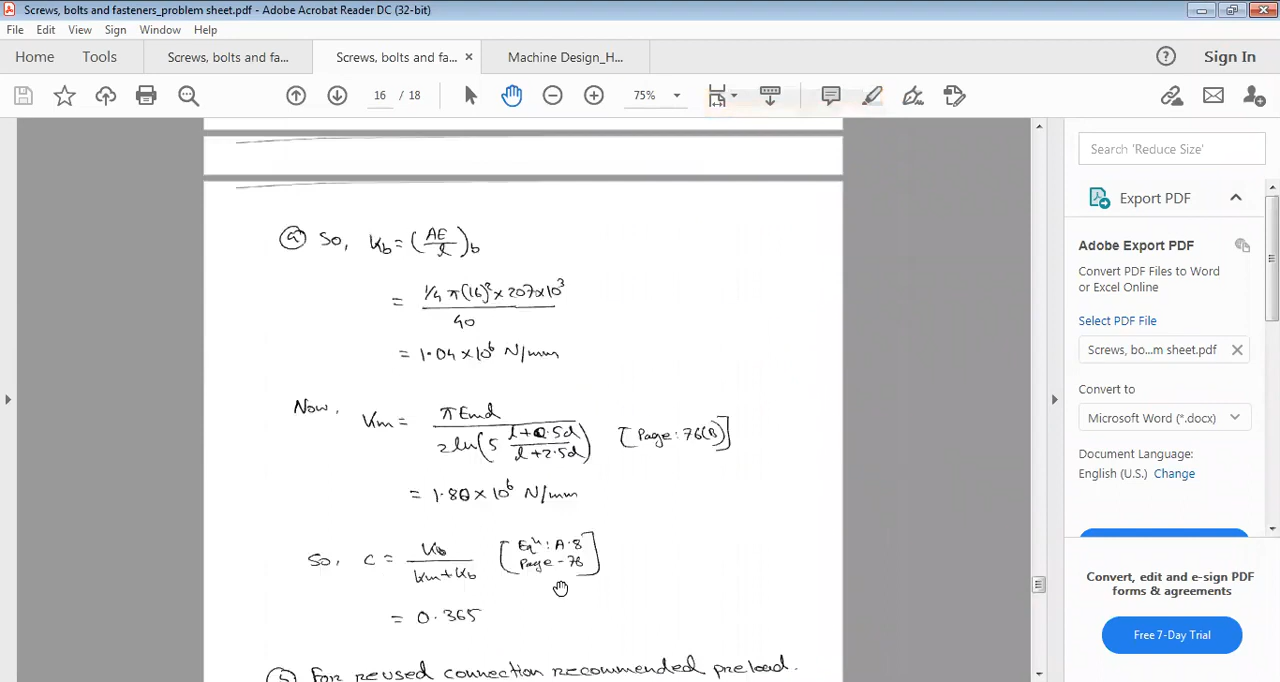 Screws, bolts and fasteners_problem sheet.pdf - Adobe Acrobat Reader DC (32-bit)
File Edit View Sign Window Help
Home Tools Screws, bolts and fa... Screws, bolts and fa... × Machine Design_H... Sign In
16 / 18 75%
(a) So, Kb = (AE/l)b
= 1/4 π(16)² × 207×10³ / 40
= 1.04 × 10⁶ N/mm
Now, Km = πEmd / 2ln(5 l+0.5d / l+2.5d) [Page: 76(B)]
= 1.80 × 10⁶ N/mm
So, C = Kb / Km+Kb [Eqⁿ: A.8 Page - 76]
= 0.365
For reused connection recommended preload.
Search 'Reduce Size'
Export PDF
Adobe Export PDF
Convert PDF Files to Word
or Excel Online
Select PDF File
Screws, bo...m sheet.pdf ×
Convert to
Microsoft Word (*.docx)
Document Language:
English (U.S.) Change
Convert, edit and e-sign PDF
forms & agreements
Free 7-Day Trial